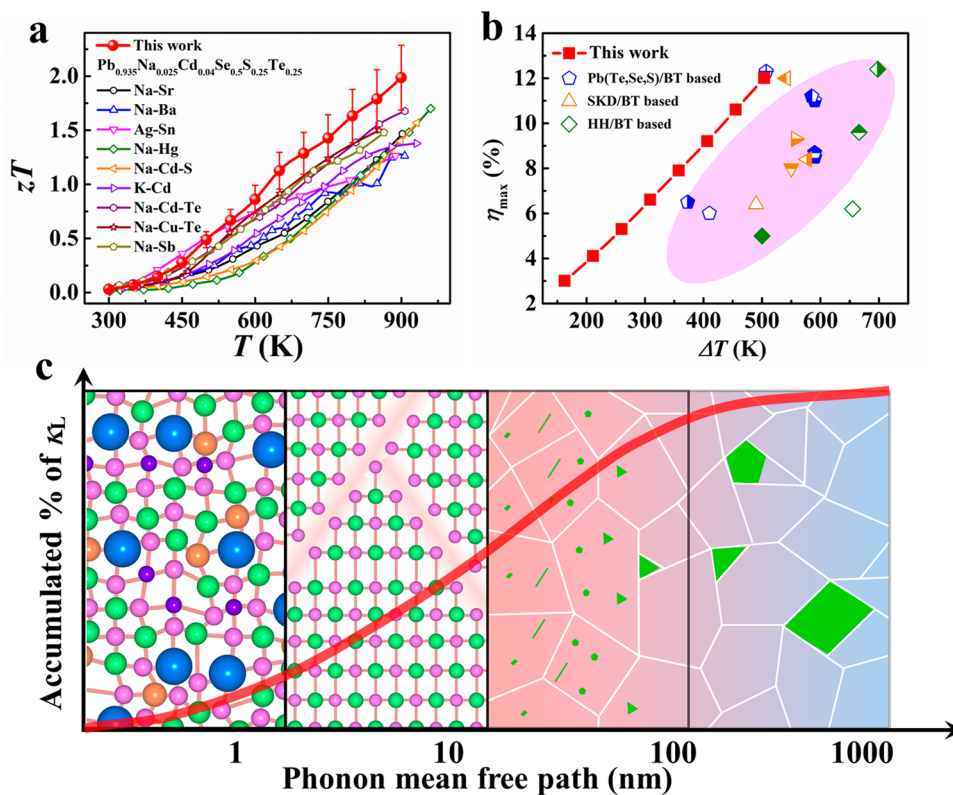 a
This work
Pb0.935Na0.025Cd0.04Se0.5S0.25Te0.25
Na-Sr
Na-Ba
Ag-Sn
Na-Hg
Na-Cd-S
K-Cd
Na-Cd-Te
Na-Cu-Te
Na-Sb
zT
2.0
1.5
1.0
0.5
0.0
300 450 600 750 900
T (K)
b
This work
Pb(Te,Se,S)/BT based
SKD/BT based
HH/BT based
ηmax (%)
14
12
10
8
6
4
2
200 300 400 500 600 700
ΔT (K)
c
Accumulated % of κL
1 10 100 1000
Phonon mean free path (nm)